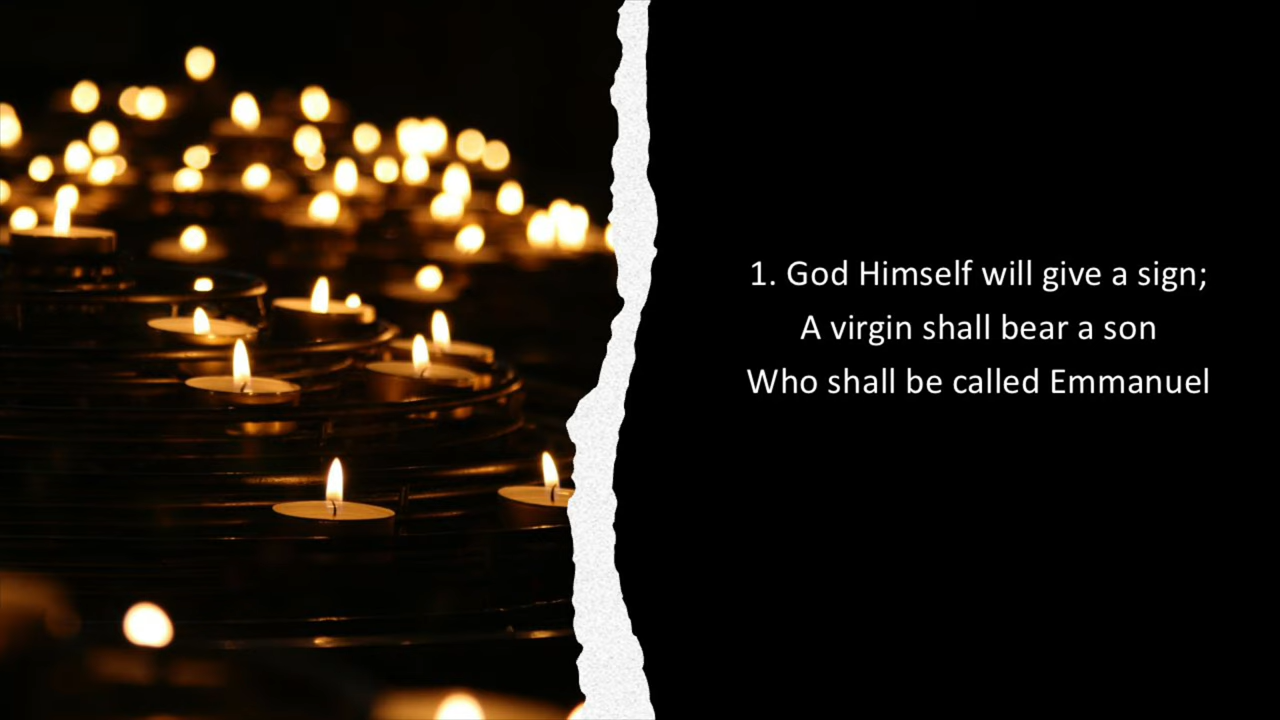 1. God Himself will give a sign;
A virgin shall bear a son
Who shall be called Emmanuel